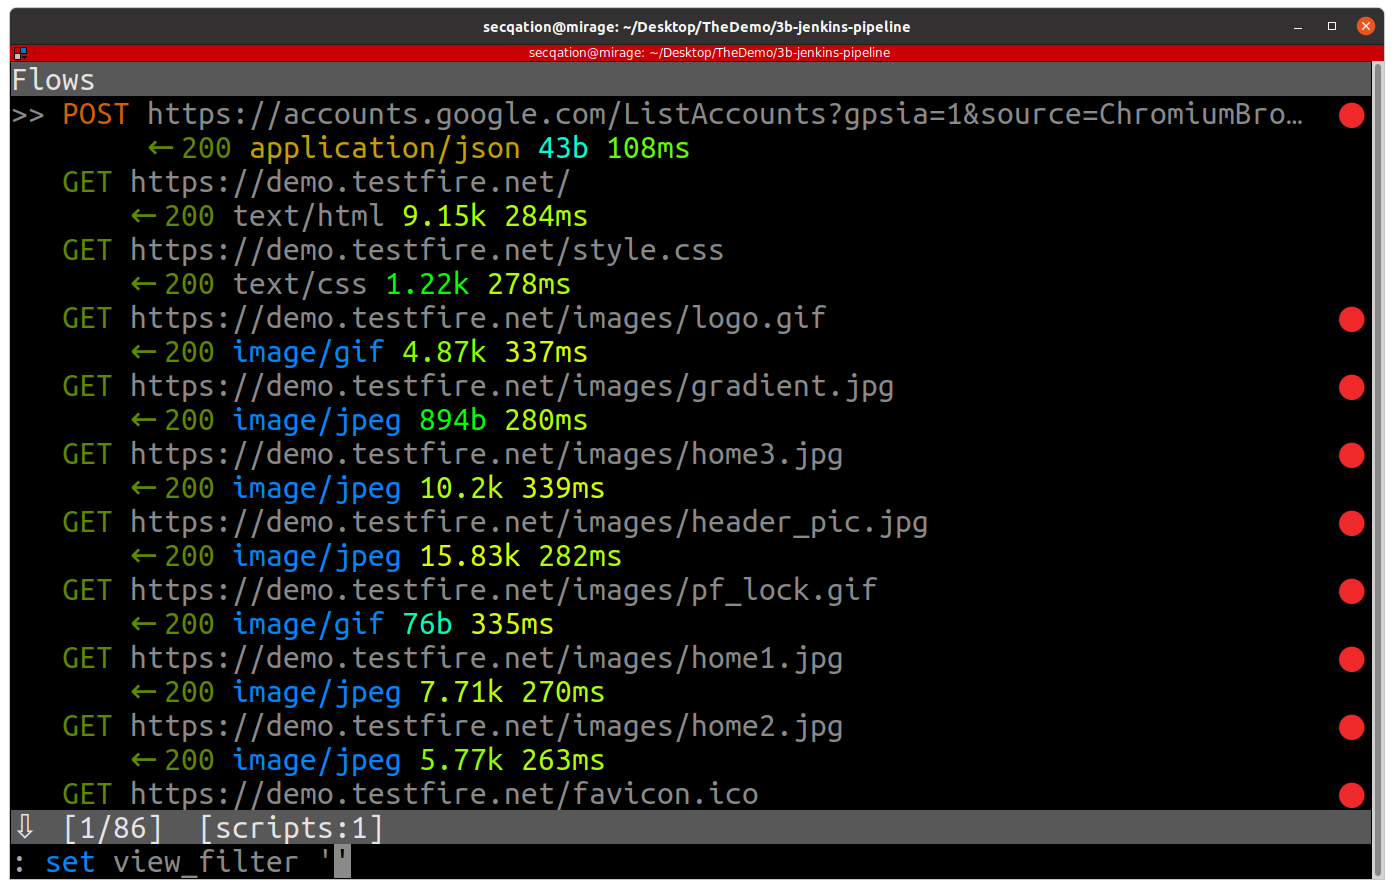 secqation@mirage: ~/Desktop/TheDemo/3b-jenkins-pipeline
secqation@mirage: ~/Desktop/TheDemo/3b-jenkins-pipeline
Flows
>> POST https://accounts.google.com/ListAccounts?gpsia=1&source=ChromiumBro…
←200 application/json 43b 108ms
GET https://demo.testfire.net/
←200 text/html 9.15k 284ms
GET https://demo.testfire.net/style.css
←200 text/css 1.22k 278ms
GET https://demo.testfire.net/images/logo.gif
←200 image/gif 4.87k 337ms
GET https://demo.testfire.net/images/gradient.jpg
←200 image/jpeg 894b 280ms
GET https://demo.testfire.net/images/home3.jpg
←200 image/jpeg 10.2k 339ms
GET https://demo.testfire.net/images/header_pic.jpg
←200 image/jpeg 15.83k 282ms
GET https://demo.testfire.net/images/pf_lock.gif
←200 image/gif 76b 335ms
GET https://demo.testfire.net/images/home1.jpg
←200 image/jpeg 7.71k 270ms
GET https://demo.testfire.net/images/home2.jpg
←200 image/jpeg 5.77k 263ms
GET https://demo.testfire.net/favicon.ico
⇩ [1/86] [scripts:1]
: set view_filter ''